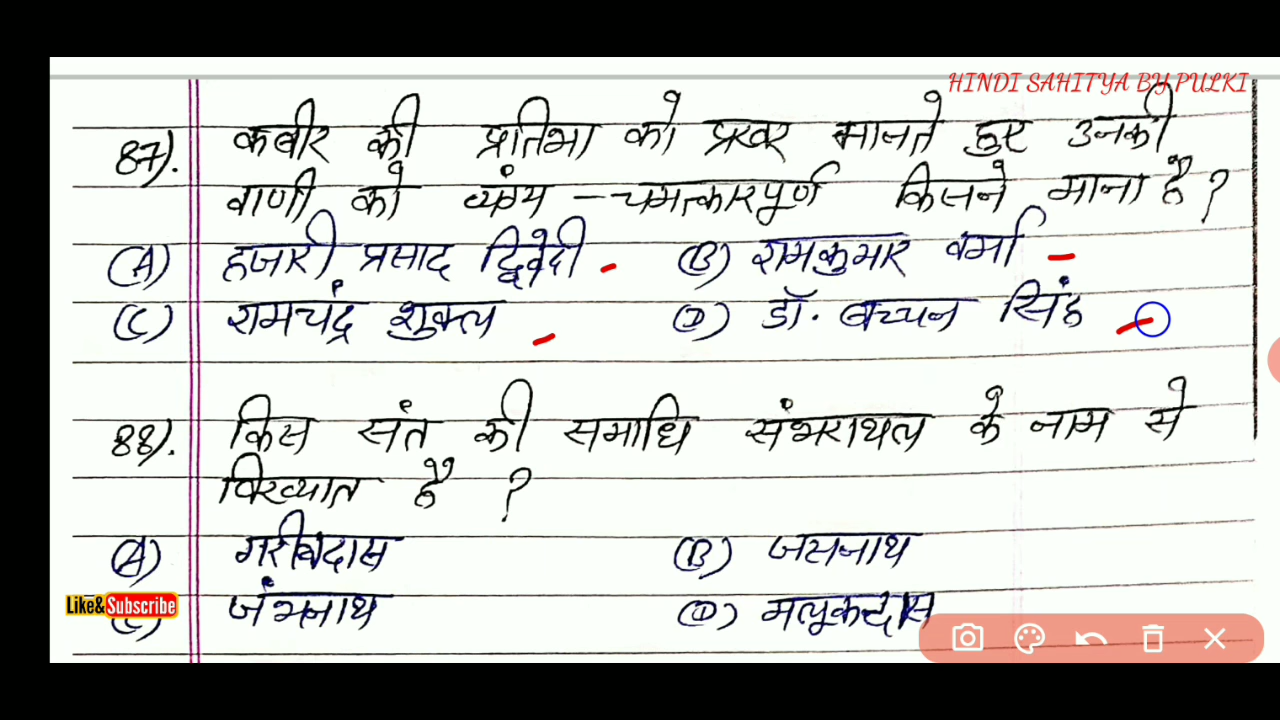 HINDI SAHITYA BY PULKI
87). कबीर की प्रतिभा को प्रखर मानते हुए उनकी
वाणी को व्यंग्य – चमत्कारपूर्ण किसने माना है ?
(A) हजारी प्रसाद द्विवेदी (B) रामकुमार वर्मा
(C) रामचंद्र शुक्ल (D) डॉ. बच्चन सिंह
88). किस संत की समाधि संभराथल के नाम से
विख्यात है ?
(A) गरीबदास (B) जसनाथ
Like& Subscribe
(C) जंभनाथ (D) मलूकदास